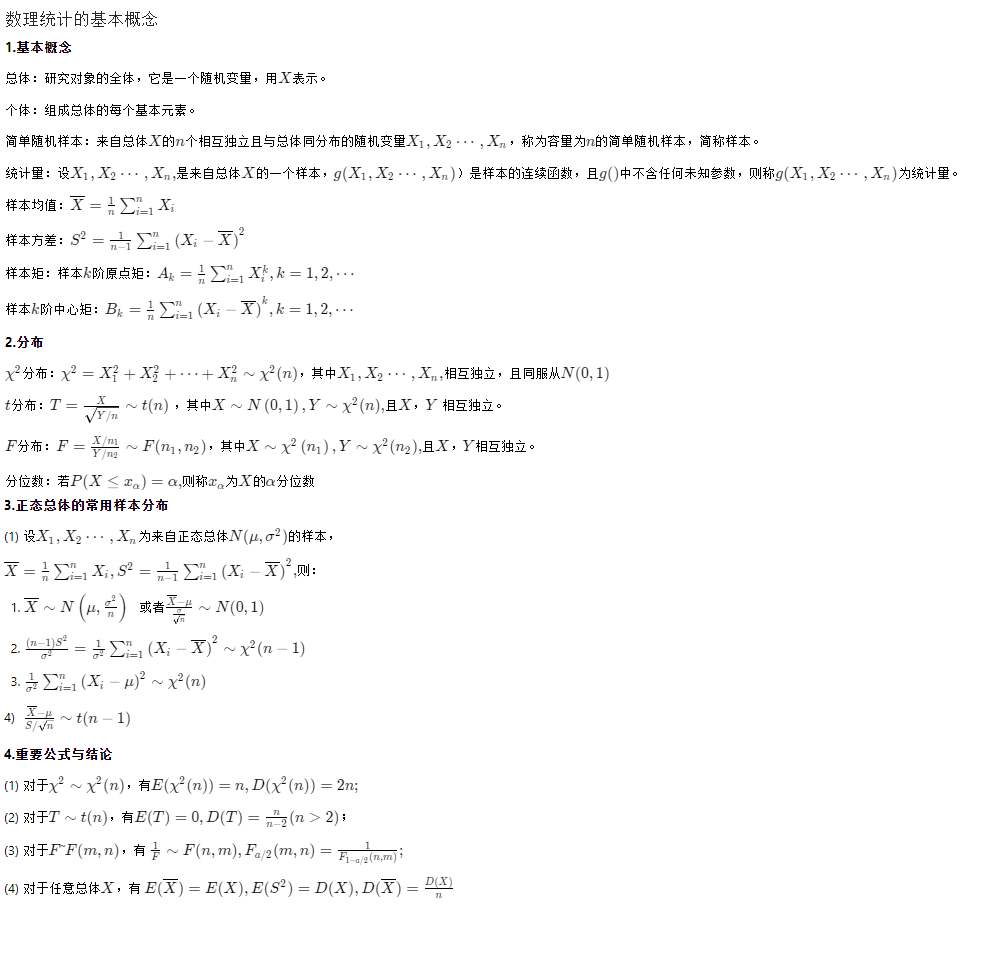 数理统计的基本概念
1.基本概念
总体：研究对象的全体，它是一个随机变量，用$X$表示。
个体：组成总体的每个基本元素。
简单随机样本：来自总体$X$的$n$个相互独立且与总体同分布的随机变量$X_1, X_2 \cdots, X_n$，称为容量为$n$的简单随机样本，简称样本。
统计量：设$X_1, X_2 \cdots, X_n$,是来自总体$X$的一个样本，$g(X_1, X_2 \cdots, X_n)$）是样本的连续函数，且$g()$中不含任何未知参数，则称$g(X_1, X_2 \cdots, X_n)$为统计量。
样本均值：$\overline{X} = \frac{1}{n} \sum_{i=1}^{n} X_i$
样本方差：$S^2 = \frac{1}{n-1} \sum_{i=1}^{n} (X_i - \overline{X})^2$
样本矩：样本$k$阶原点矩：$A_k = \frac{1}{n} \sum_{i=1}^{n} X_i^k, k = 1, 2, \cdots$
样本$k$阶中心矩：$B_k = \frac{1}{n} \sum_{i=1}^{n} (X_i - \overline{X})^k, k = 1, 2, \cdots$
2.分布
$\chi^2$分布：$\chi^2 = X_1^2 + X_2^2 + \cdots + X_n^2 \sim \chi^2(n)$，其中$X_1, X_2 \cdots, X_n$,相互独立，且同服从$N(0, 1)$
$t$分布：$T = \frac{X}{\sqrt{Y/n}} \sim t(n)$ ，其中$X \sim N(0, 1), Y \sim \chi^2(n)$,且$X$，$Y$ 相互独立。
$F$分布：$F = \frac{X/n_1}{Y/n_2} \sim F(n_1, n_2)$，其中$X \sim \chi^2(n_1), Y \sim \chi^2(n_2)$,且$X$，$Y$相互独立。
分位数：若$P(X \leq x_\alpha) = \alpha$,则称$x_\alpha$为$X$的$\alpha$分位数
3.正态总体的常用样本分布
(1) 设$X_1, X_2 \cdots, X_n$为来自正态总体$N(\mu, \sigma^2)$的样本，
$\overline{X} = \frac{1}{n} \sum_{i=1}^{n} X_i, S^2 = \frac{1}{n-1} \sum_{i=1}^{n} (X_i - \overline{X})^2$,则：
1. $\overline{X} \sim N\left(\mu, \frac{\sigma^2}{n}\right)$ 或者$\frac{\overline{X} - \mu}{\frac{\sigma}{\sqrt{n}}} \sim N(0, 1)$
2. $\frac{(n-1)S^2}{\sigma^2} = \frac{1}{\sigma^2} \sum_{i=1}^{n} (X_i - \overline{X})^2 \sim \chi^2(n-1)$
3. $\frac{1}{\sigma^2} \sum_{i=1}^{n} (X_i - \mu)^2 \sim \chi^2(n)$
4) $\frac{\overline{X} - \mu}{S/\sqrt{n}} \sim t(n-1)$
4.重要公式与结论
(1) 对于$\chi^2 \sim \chi^2(n)$，有$E(\chi^2(n)) = n, D(\chi^2(n)) = 2n$;
(2) 对于$T \sim t(n)$，有$E(T) = 0, D(T) = \frac{n}{n-2}(n > 2)$；
(3) 对于$F$~$F(m, n)$，有 $\frac{1}{F} \sim F(n, m), F_{a/2}(m, n) = \frac{1}{F_{1-a/2}(n,m)}$;
(4) 对于任意总体$X$，有 $E(\overline{X}) = E(X), E(S^2) = D(X), D(\overline{X}) = \frac{D(X)}{n}$